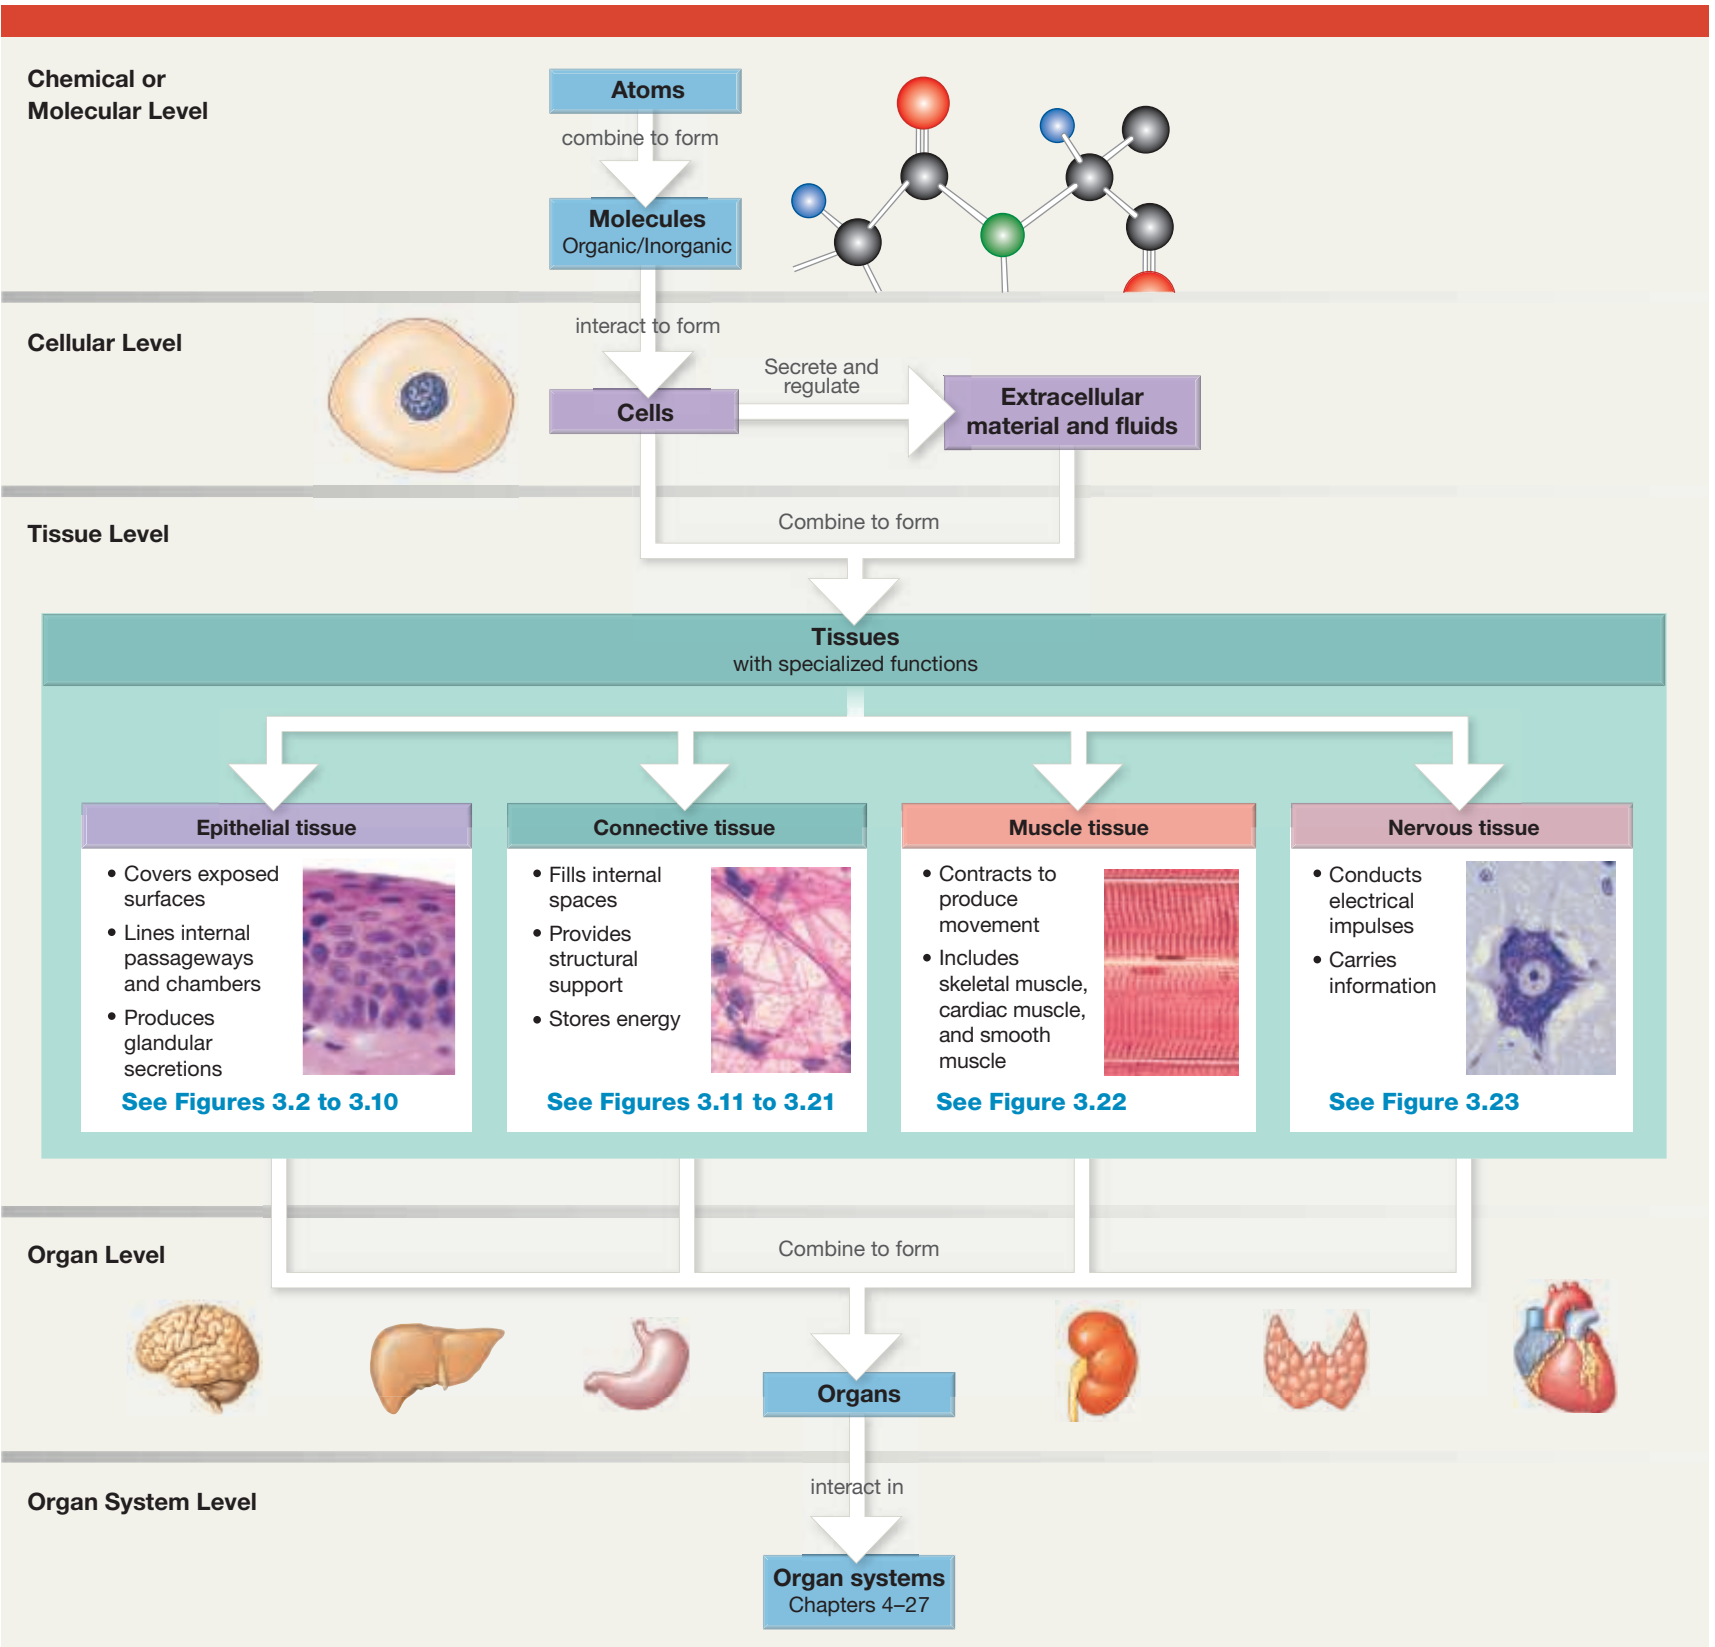 Chemical or
Molecular Level
Atoms
combine to form
Molecules
Organic/Inorganic
Cellular Level
interact to form
Cells
Secrete and
regulate
Extracellular
material and fluids
Tissue Level
Combine to form
Tissues
with specialized functions
Epithelial tissue
• Covers exposed
surfaces
• Lines internal
passageways
and chambers
• Produces
glandular
secretions
See Figures 3.2 to 3.10
Connective tissue
• Fills internal
spaces
• Provides
structural
support
• Stores energy
See Figures 3.11 to 3.21
Muscle tissue
• Contracts to
produce
movement
• Includes
skeletal muscle,
cardiac muscle,
and smooth
muscle
See Figure 3.22
Nervous tissue
• Conducts
electrical
impulses
• Carries
information
See Figure 3.23
Organ Level
Combine to form
Organs
Organ System Level
interact in
Organ systems
Chapters 4–27